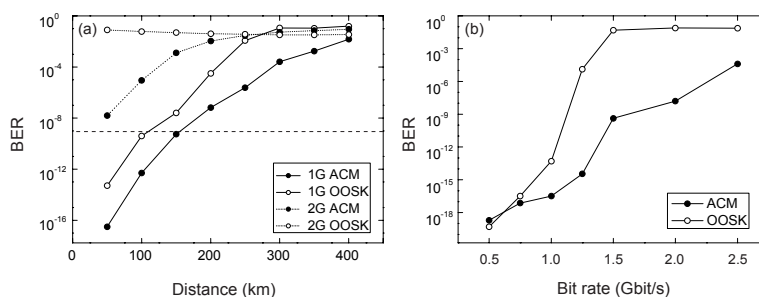 (a)
10^0
10^-4
10^-8
10^-12
10^-16
BER
0 100 200 300 400
Distance (km)
1G ACM
1G OOSK
2G ACM
2G OOSK
(b)
10^0
10^-3
10^-6
10^-9
10^-12
10^-15
10^-18
BER
0.5 1.0 1.5 2.0 2.5
Bit rate (Gbit/s)
ACM
OOSK